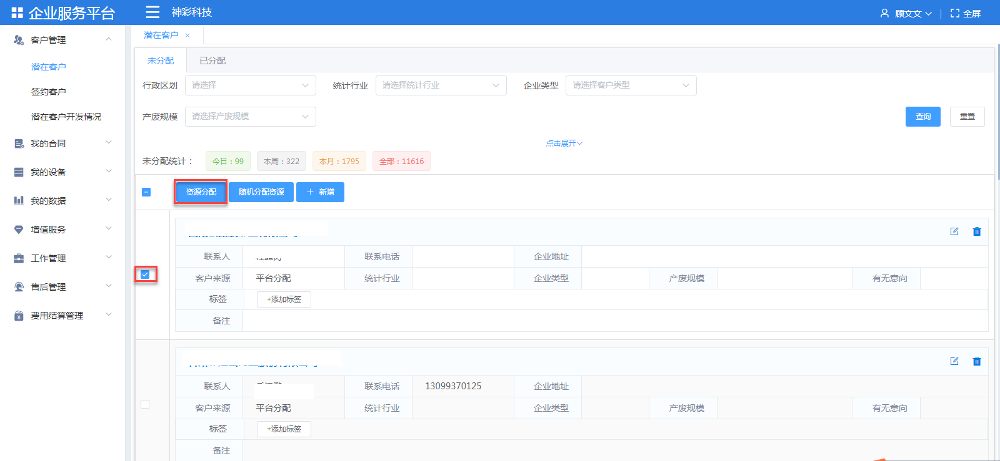 企业服务平台
神彩科技
顾文文
全屏
客户管理
潜在客户
签约客户
潜在客户开发情况
我的合同
我的设备
我的数据
增值服务
工作管理
售后管理
费用结算管理
潜在客户 ×
未分配 已分配
行政区划 请选择 统计行业 请选择统计行业 企业类型 请选择客户类型
产废规模 请选择产废规模 查询 重置
点击展开
未分配统计： 今日：99 本周：322 本月：1795 全部：11616
资源分配 随机分配资源 + 新增
联系人 联系电话 企业地址
客户来源 平台分配 统计行业 企业类型 产废规模 有无意向
标签 +添加标签
备注
联系人 联系电话 13099370125 企业地址
客户来源 平台分配 统计行业 企业类型 产废规模 有无意向
标签 +添加标签
备注